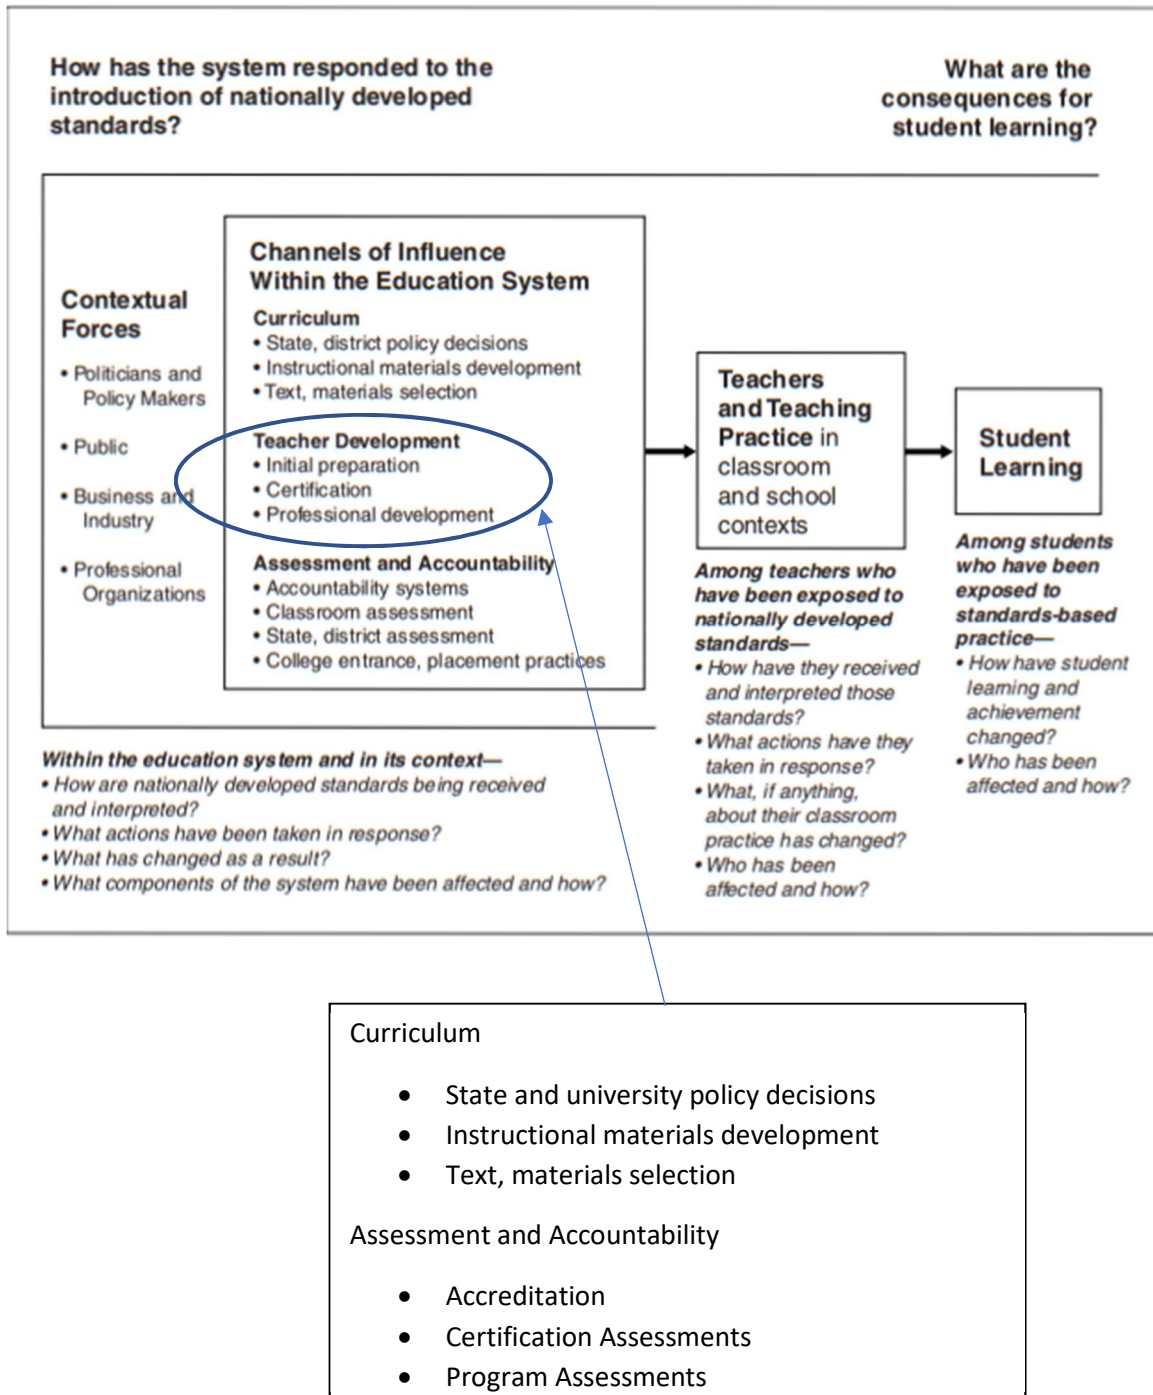 How has the system responded to the
introduction of nationally developed
standards?
What are the
consequences for
student learning?
Contextual
Forces
• Politicians and
Policy Makers
• Public
• Business and
Industry
• Professional
Organizations
Channels of Influence
Within the Education System
Curriculum
• State, district policy decisions
• Instructional materials development
• Text, materials selection
Teacher Development
• Initial preparation
• Certification
• Professional development
Assessment and Accountability
• Accountability systems
• Classroom assessment
• State, district assessment
• College entrance, placement practices
Teachers
and Teaching
Practice in
classroom
and school
contexts
Student
Learning
Within the education system and in its context—
• How are nationally developed standards being received
and interpreted?
• What actions have been taken in response?
• What has changed as a result?
• What components of the system have been affected and how?
Among teachers who
have been exposed to
nationally developed
standards—
• How have they received
and interpreted those
standards?
• What actions have they
taken in response?
• What, if anything,
about their classroom
practice has changed?
• Who has been
affected and how?
Among students
who have been
exposed to
standards-based
practice—
• How have student
learning and
achievement
changed?
• Who has been
affected and how?
Curriculum
• State and university policy decisions
• Instructional materials development
• Text, materials selection
Assessment and Accountability
• Accreditation
• Certification Assessments
• Program Assessments